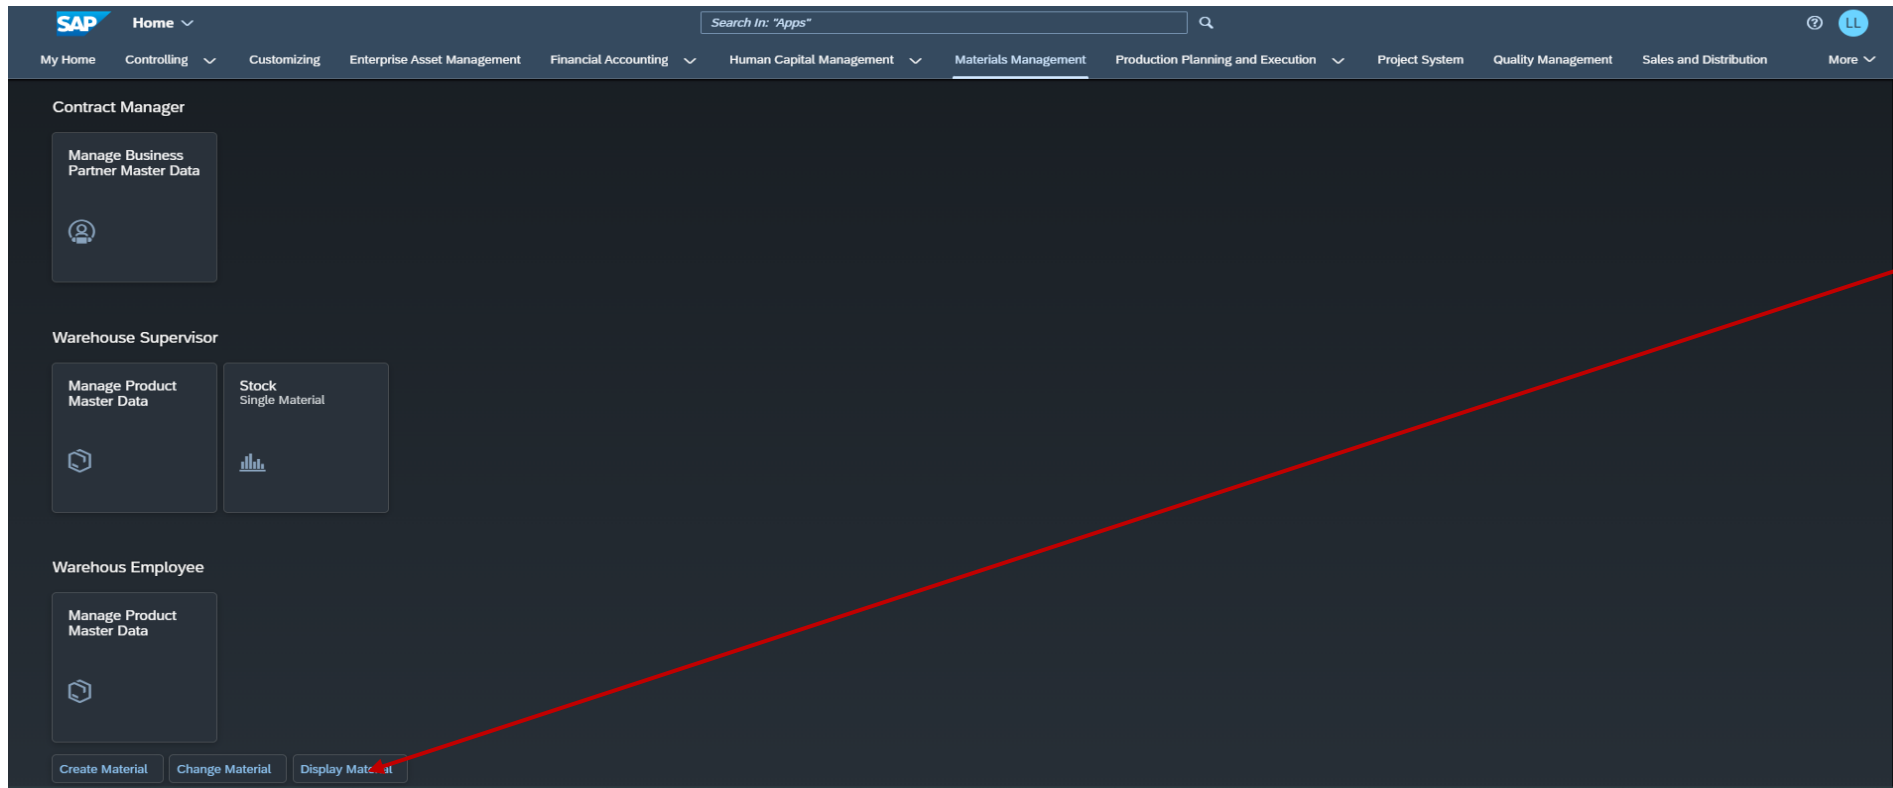 SAP Home
Search In: "Apps"
LL
My Home Controlling Customizing Enterprise Asset Management Financial Accounting Human Capital Management Materials Management Production Planning and Execution Project System Quality Management Sales and Distribution More
Contract Manager
Manage Business
Partner Master Data
Warehouse Supervisor
Manage Product
Master Data
Stock
Single Material
Warehous Employee
Manage Product
Master Data
Create Material Change Material Display Material